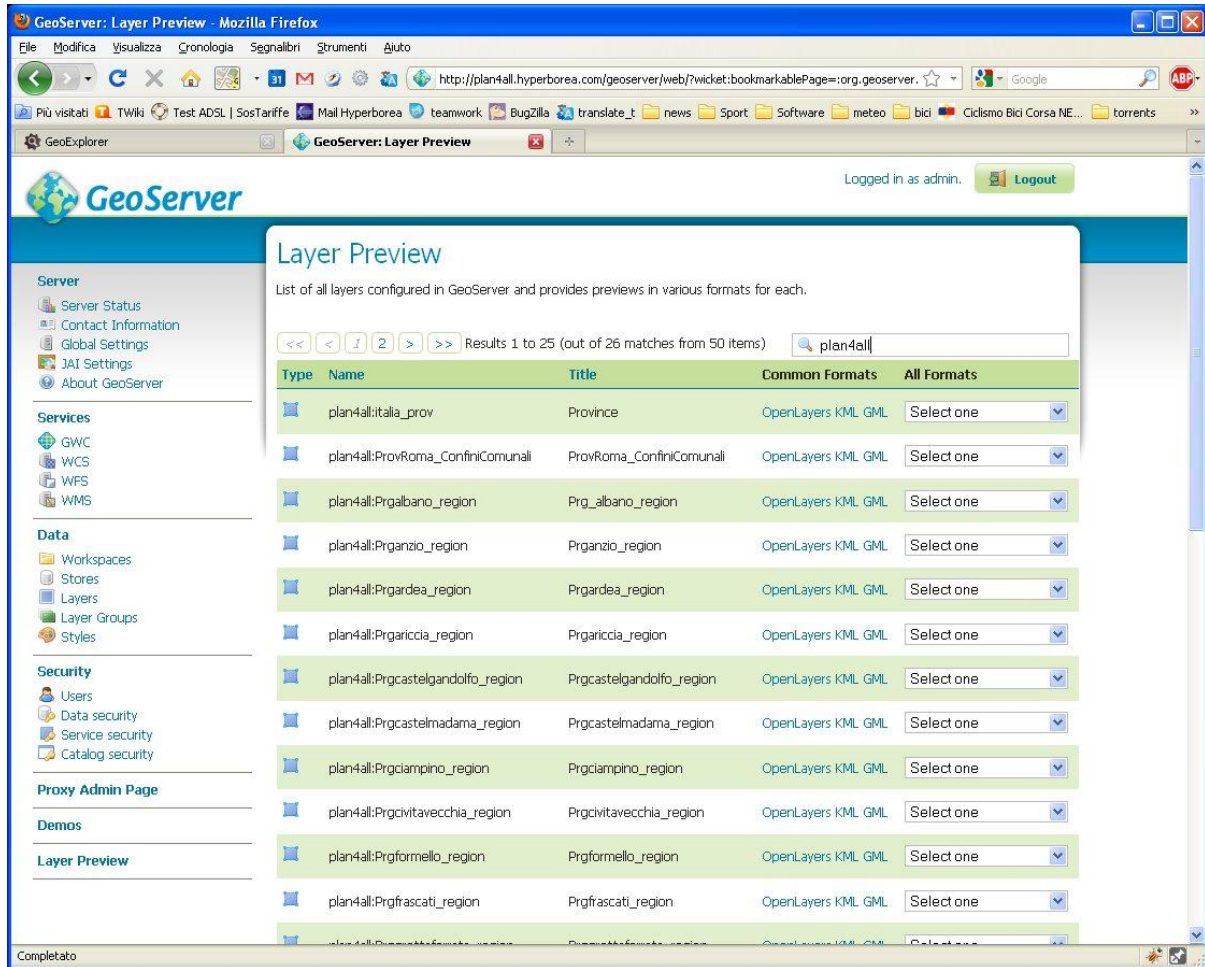 GeoServer: Layer Preview - Mozilla Firefox
File Modifica Visualizza Cronologia Segnalibri Strumenti Aiuto
31 http://plan4all.hyperborea.com/geoserver/web/?wicket:bookmarkablePage=:org.geoserver. Google ABP
Più visitati TWiki Test ADSL | SosTariffe Mail Hyperborea teamwork BugZilla translate_t news Sport Software meteo bici Ciclismo Bici Corsa NE... torrents »
GeoExplorer GeoServer: Layer Preview
GeoServer
Logged in as admin. Logout
Layer Preview
List of all layers configured in GeoServer and provides previews in various formats for each.
Server
Server Status
Contact Information
Global Settings
JAI Settings
About GeoServer
Services
GWC
WCS
WFS
WMS
Data
Workspaces
Stores
Layers
Layer Groups
Styles
Security
Users
Data security
Service security
Catalog security
Proxy Admin Page
Demos
Layer Preview
<< < 1 2 > >> Results 1 to 25 (out of 26 matches from 50 items) plan4all
Type Name Title Common Formats All Formats
plan4all:italia_prov Province OpenLayers KML GML Select one
plan4all:ProvRoma_ConfiniComunali ProvRoma_ConfiniComunali OpenLayers KML GML Select one
plan4all:Prgalbano_region Prg_albano_region OpenLayers KML GML Select one
plan4all:Prganzio_region Prganzio_region OpenLayers KML GML Select one
plan4all:Prgardea_region Prgardea_region OpenLayers KML GML Select one
plan4all:Prgariccia_region Prgariccia_region OpenLayers KML GML Select one
plan4all:Prgcastelgandolfo_region Prgcastelgandolfo_region OpenLayers KML GML Select one
plan4all:Prgcastelmadama_region Prgcastelmadama_region OpenLayers KML GML Select one
plan4all:Prgciampino_region Prgciampino_region OpenLayers KML GML Select one
plan4all:Prgcivitavecchia_region Prgcivitavecchia_region OpenLayers KML GML Select one
plan4all:Prgformello_region Prgformello_region OpenLayers KML GML Select one
plan4all:Prgfrascati_region Prgfrascati_region OpenLayers KML GML Select one
Completato